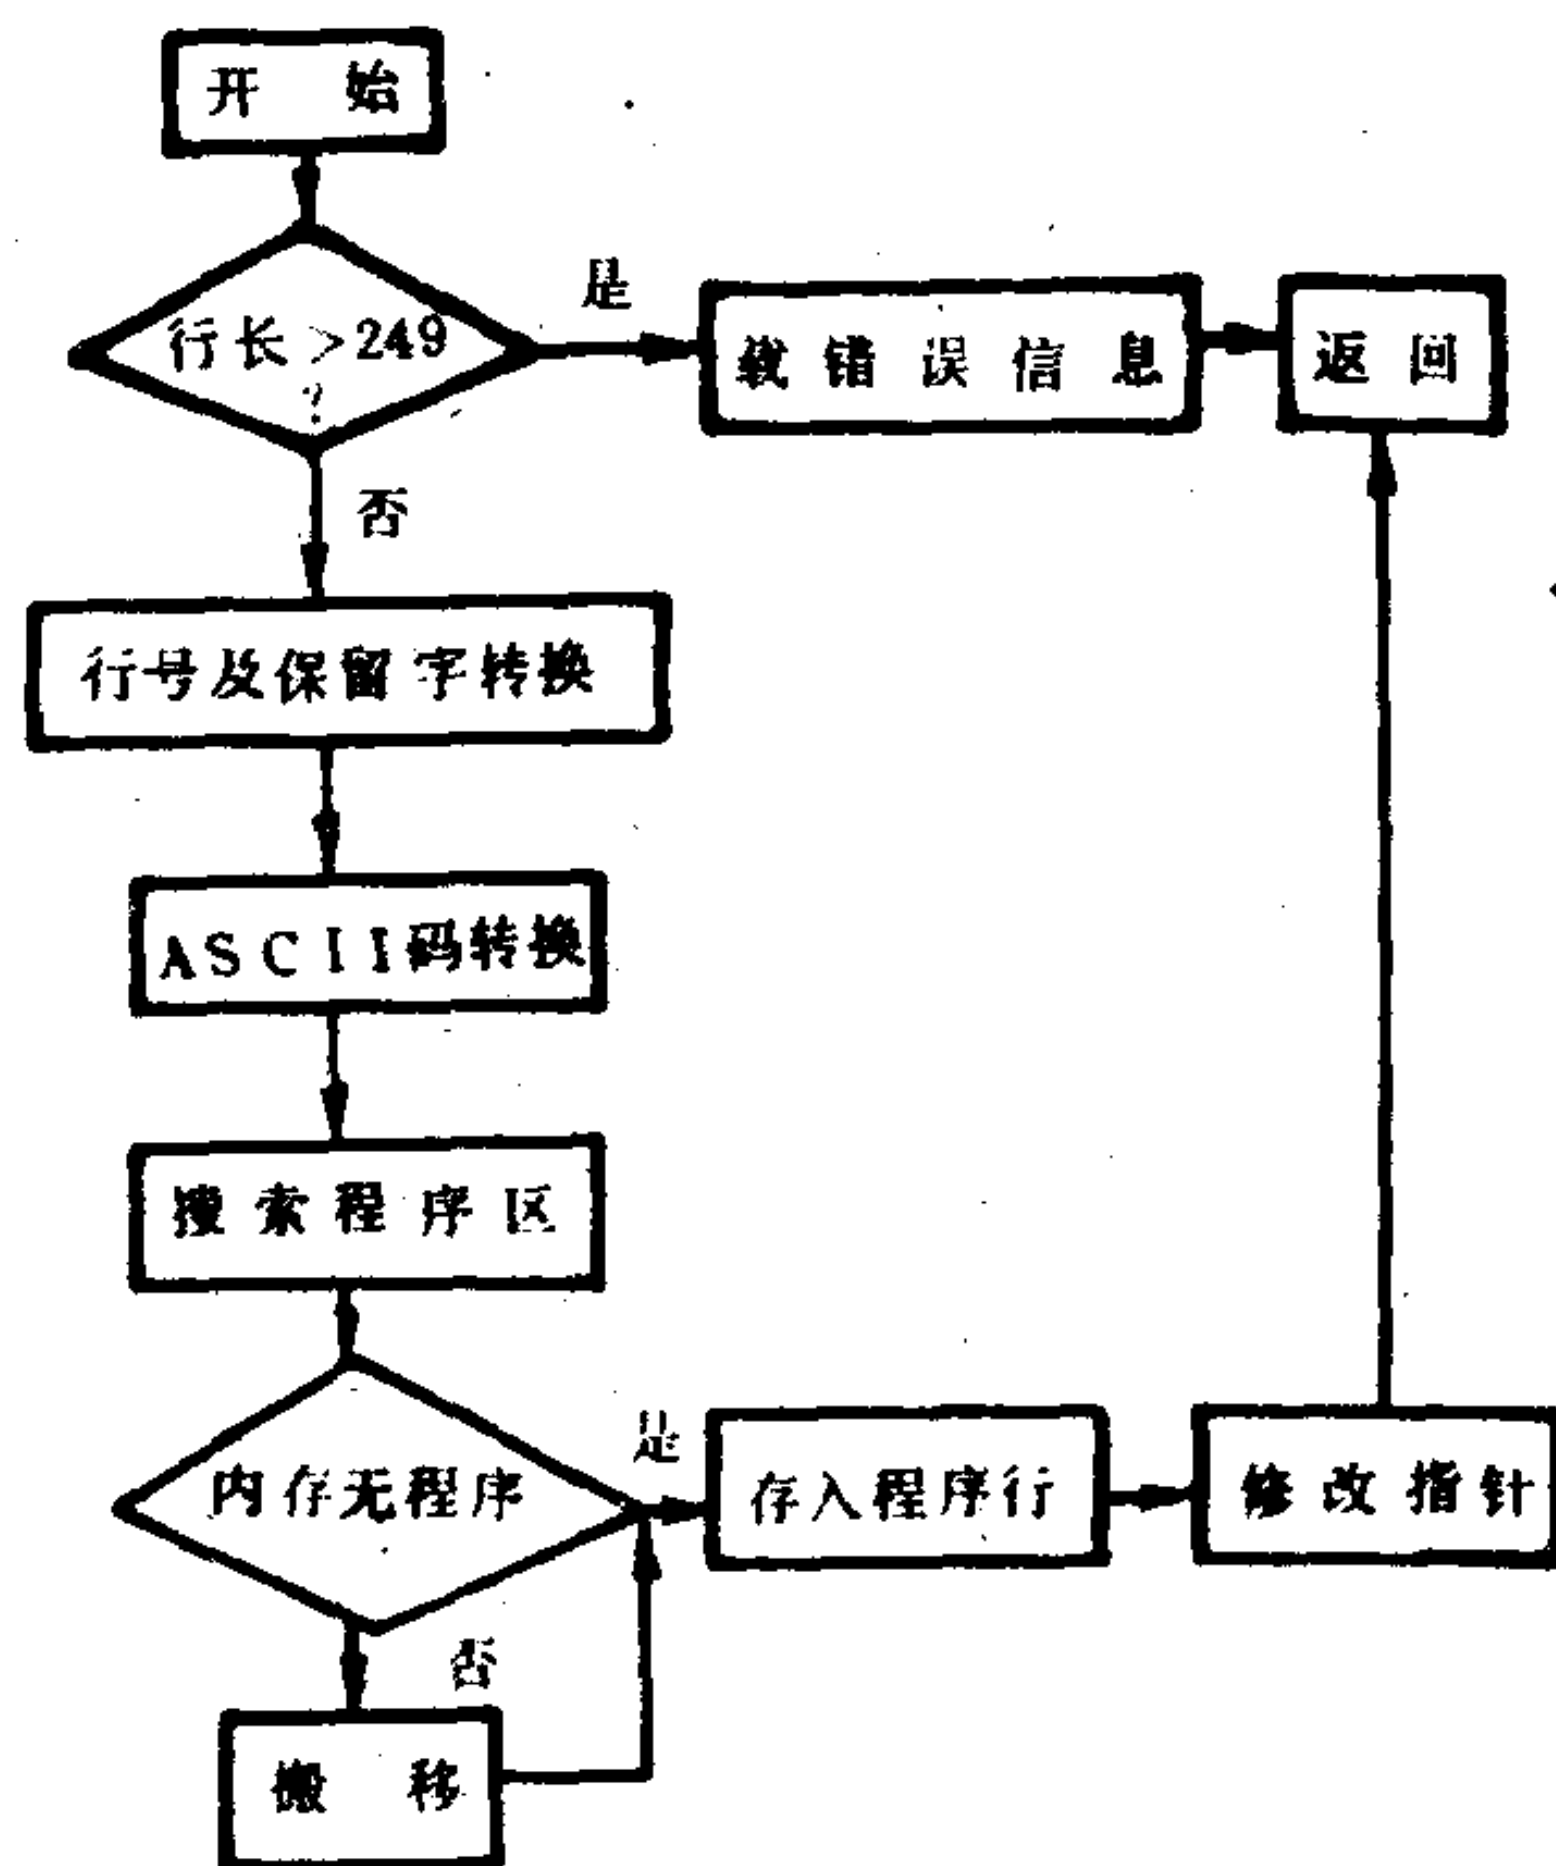 开始
行长>249
?
是
载错误信息
返回
否
行号及保留字转换
ASCII码转换
搜索程序区
内存无程序
是
存入程序行
修改指针
否
搬移